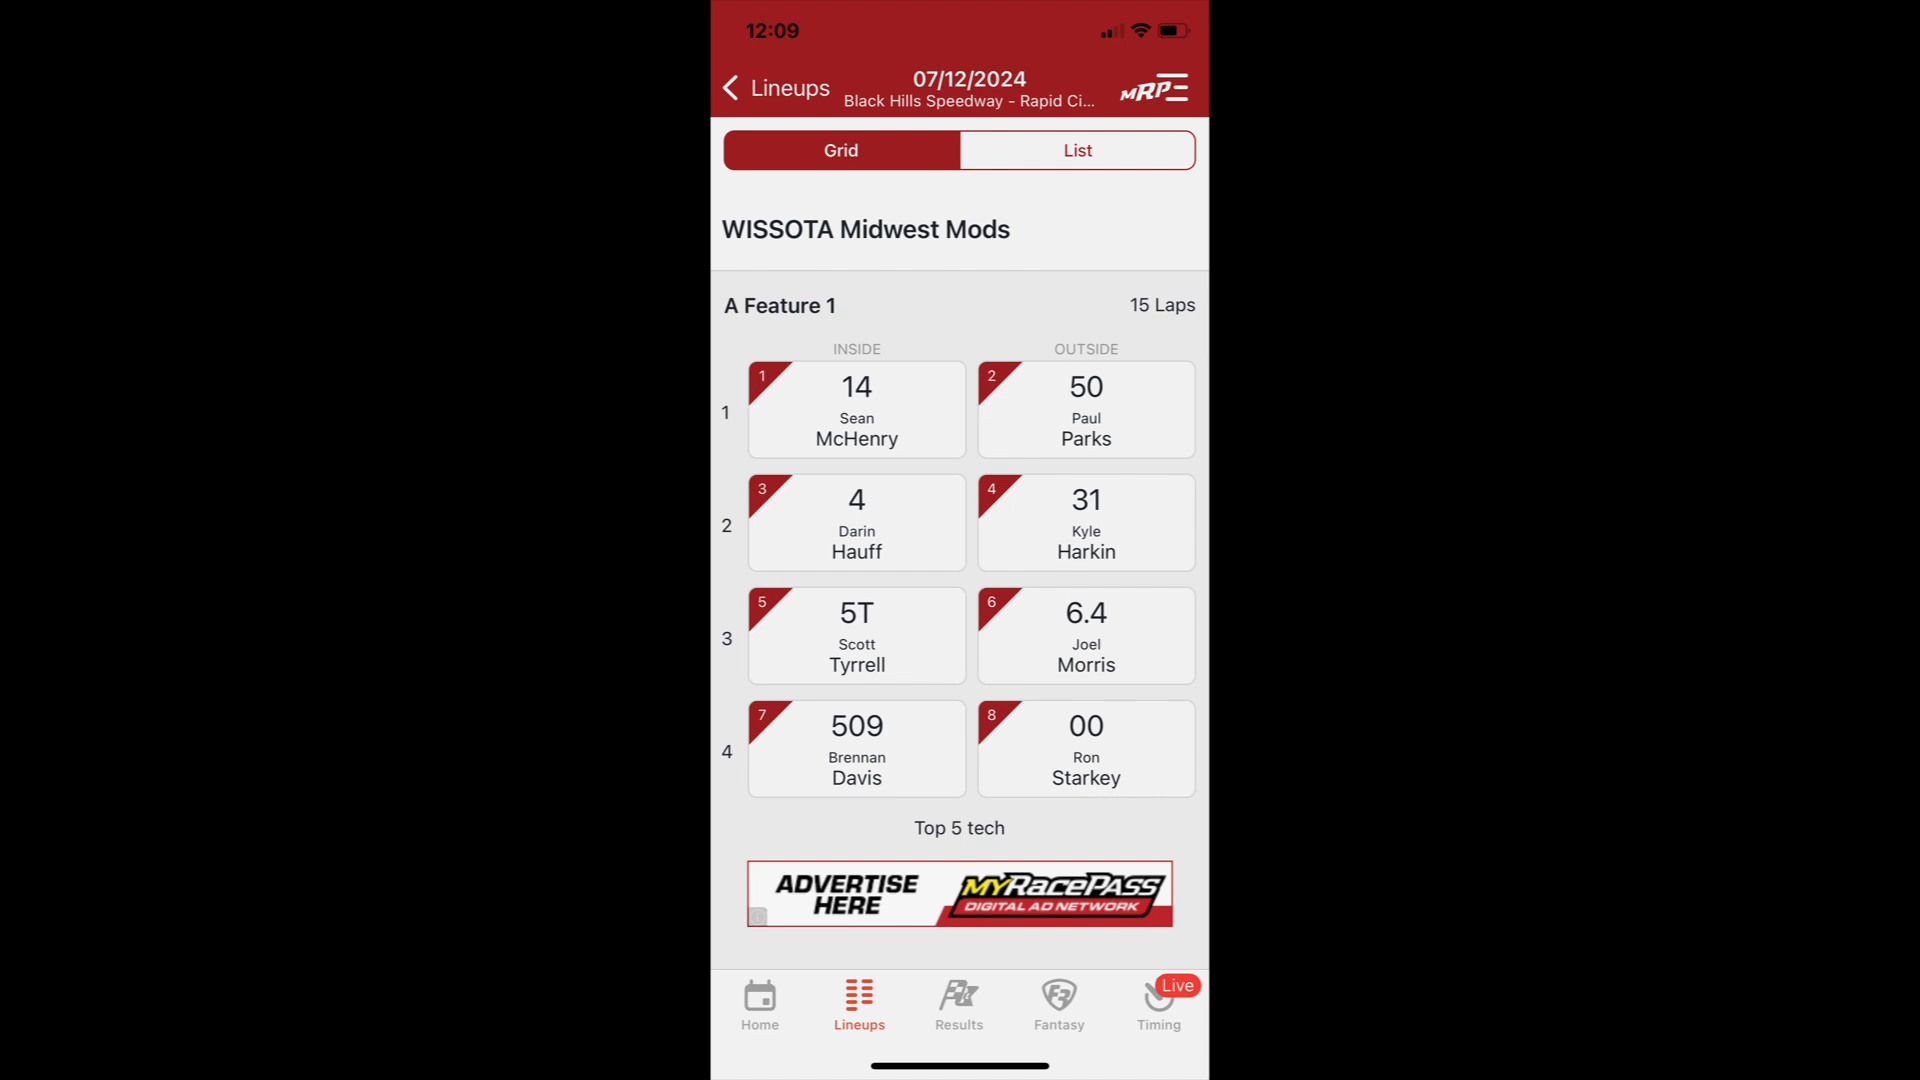 12:09
Lineups
07/12/2024
Black Hills Speedway - Rapid Ci...
MRP
Grid
List
WISSOTA Midwest Mods
A Feature 1
15 Laps
INSIDE
OUTSIDE
1
1
14
Sean
McHenry
2
50
Paul
Parks
2
3
4
Darin
Hauff
4
31
Kyle
Harkin
3
5
5T
Scott
Tyrrell
6
6.4
Joel
Morris
4
7
509
Brennan
Davis
8
00
Ron
Starkey
Top 5 tech
ADVERTISE
HERE
MYRacePASS
DIGITAL AD NETWORK
Home
Lineups
Results
Fantasy
Live
Timing